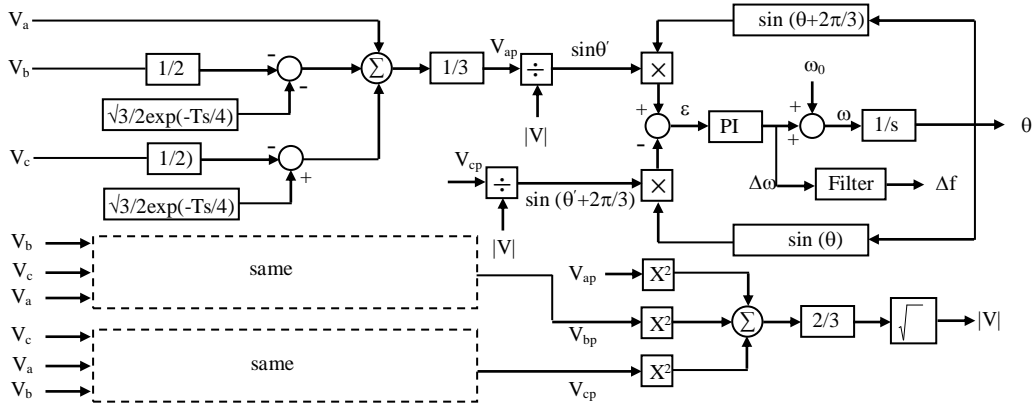 Va
Vb
1/2
-
-
√3/2exp(-Ts/4)
Σ
1/3
Vap
÷
|V|
sinθ′
×
sin (θ+2π/3)
ω0
+
-
ε
PI
+
+
ω
1/s
θ
Vc
1/2)
-
+
√3/2exp(-Ts/4)
Vcp
÷
|V|
sin (θ′+2π/3)
×
Δω
Filter
Δf
sin (θ)
Vb
Vc
Va
same
Vap
X²
Vbp
X²
Σ
2/3
√
|V|
Vc
Va
Vb
same
Vcp
X²